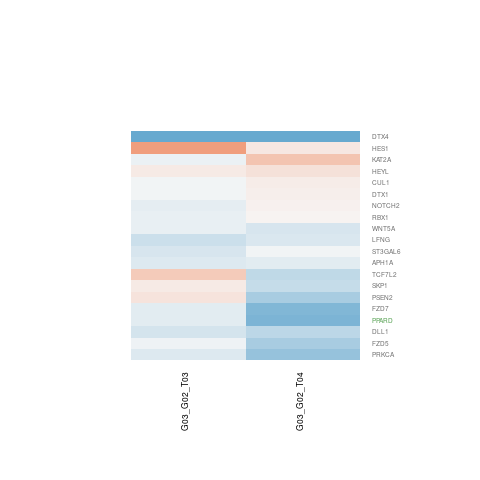 DTX4
HES1
KAT2A
HEYL
CUL1
DTX1
NOTCH2
RBX1
WNT5A
LFNG
ST3GAL6
APH1A
TCF7L2
SKP1
PSEN2
FZD7
PPARD
DLL1
FZD5
PRKCA
G03_G02_T03
G03_G02_T04